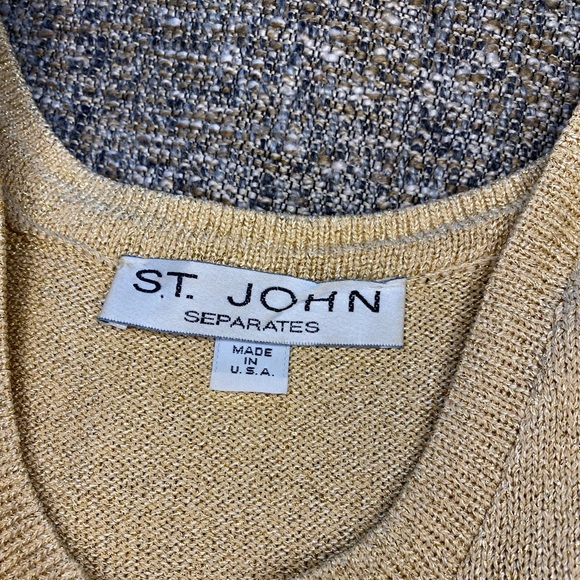 ST. JOHN
SEPARATES
MADE
IN
U.S.A.